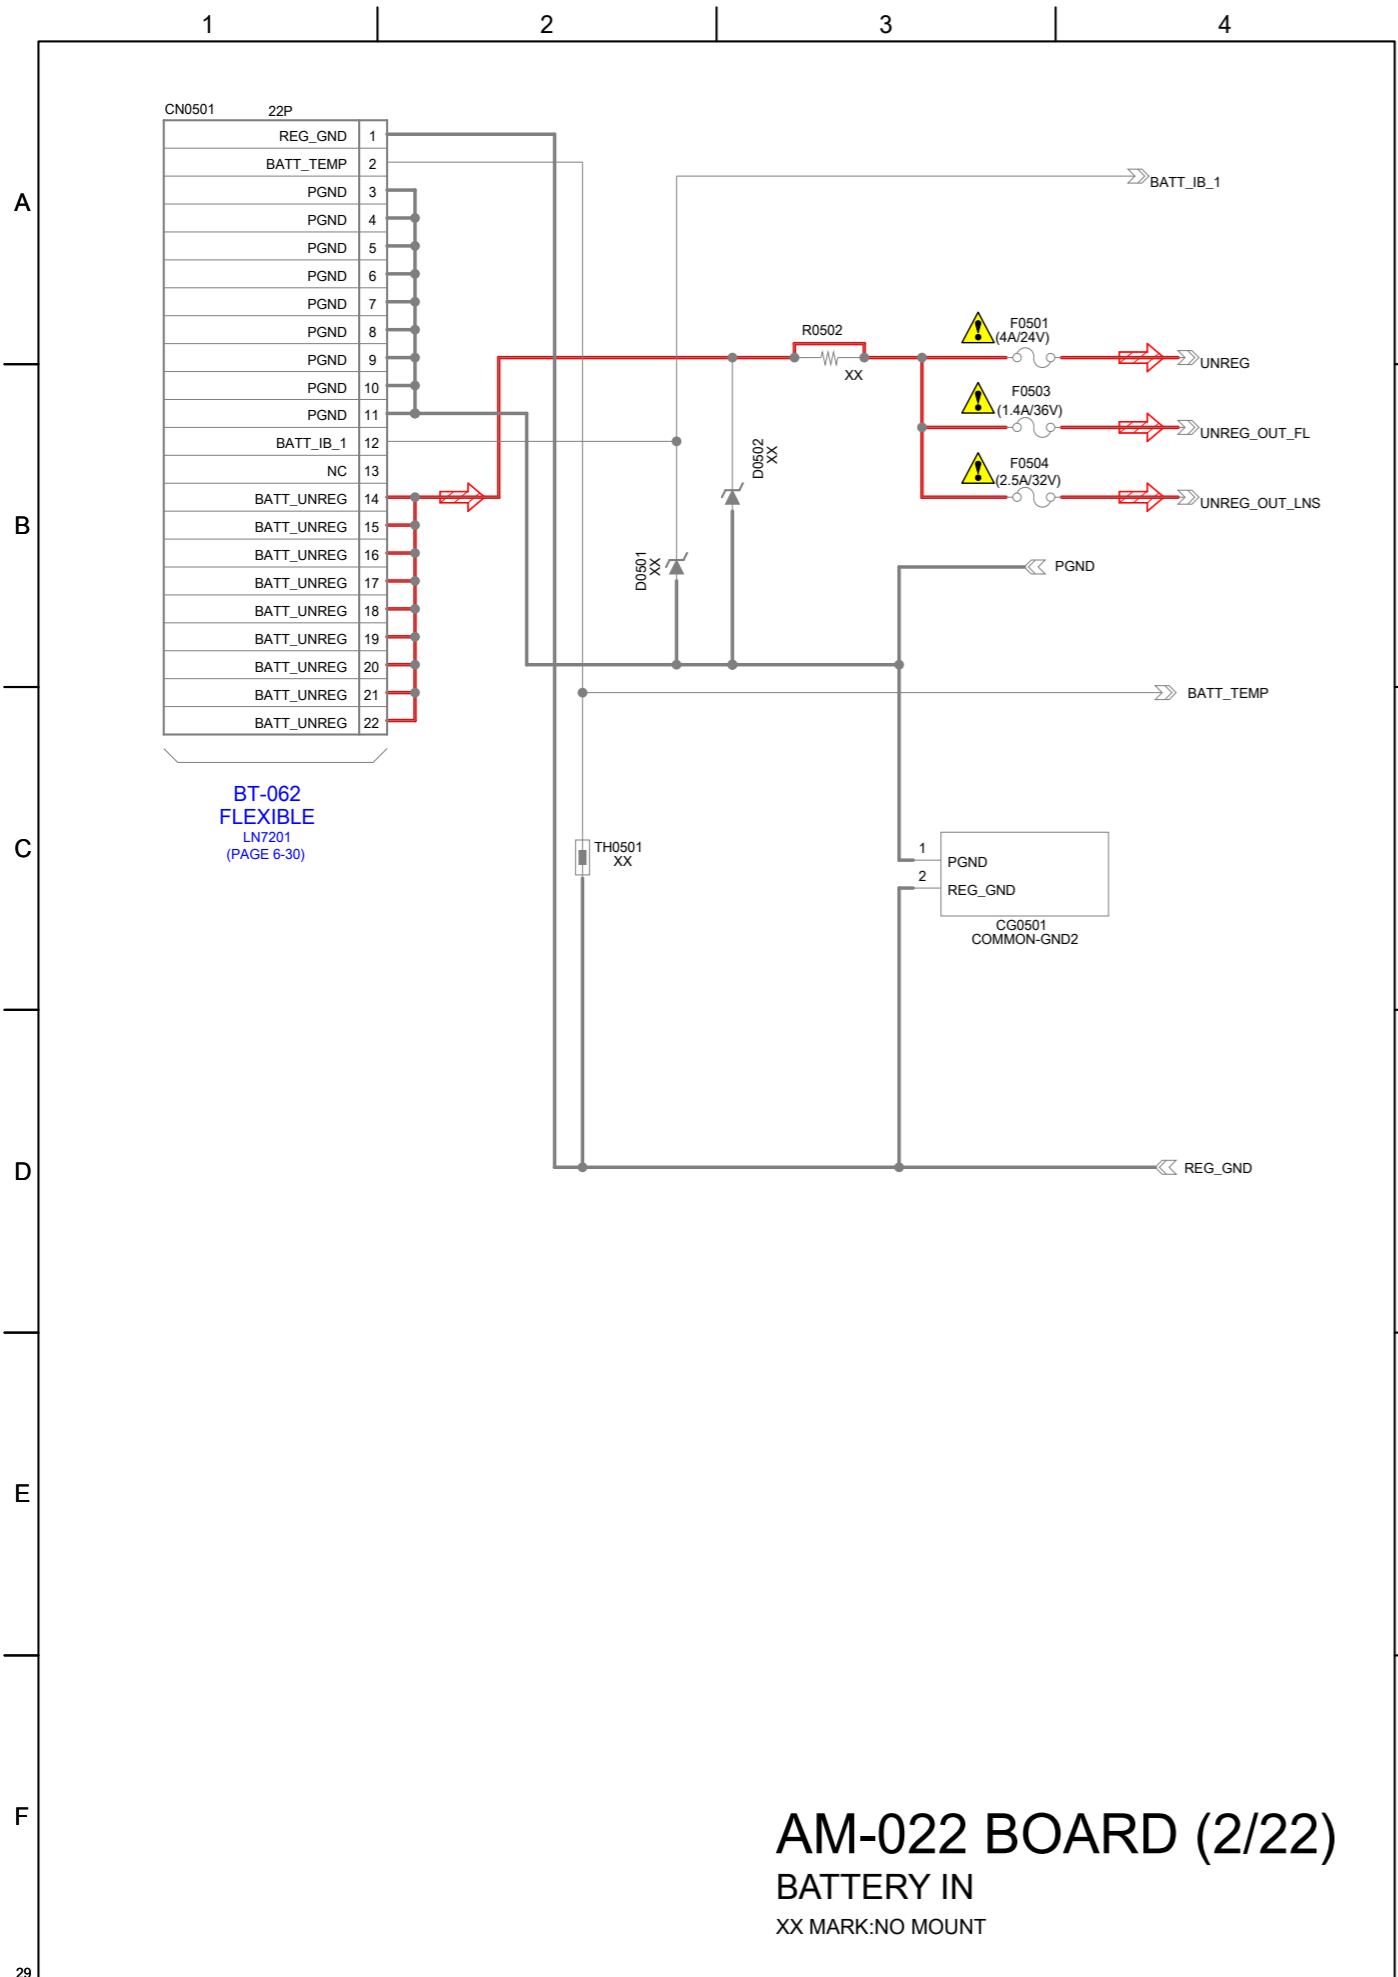 1 2 3 4
CN0501 22P
REG_GND 1
BATT_TEMP 2
PGND 3
PGND 4
PGND 5
PGND 6
PGND 7
PGND 8
PGND 9
PGND 10
PGND 11
BATT_IB_1 12
NC 13
BATT_UNREG 14
BATT_UNREG 15
BATT_UNREG 16
BATT_UNREG 17
BATT_UNREG 18
BATT_UNREG 19
BATT_UNREG 20
BATT_UNREG 21
BATT_UNREG 22
BT-062
FLEXIBLE
LN7201
(PAGE 6-30)
BATT_IB_1
R0502
XX
F0501
(4A/24V)
UNREG
F0503
(1.4A/36V)
UNREG_OUT_FL
F0504
(2.5A/32V)
UNREG_OUT_LNS
D0502
XX
D0501
XX
PGND
BATT_TEMP
TH0501
XX
1 PGND
2 REG_GND
CG0501
COMMON-GND2
REG_GND
A
B
C
D
E
F
AM-022 BOARD (2/22)
BATTERY IN
XX MARK:NO MOUNT
29